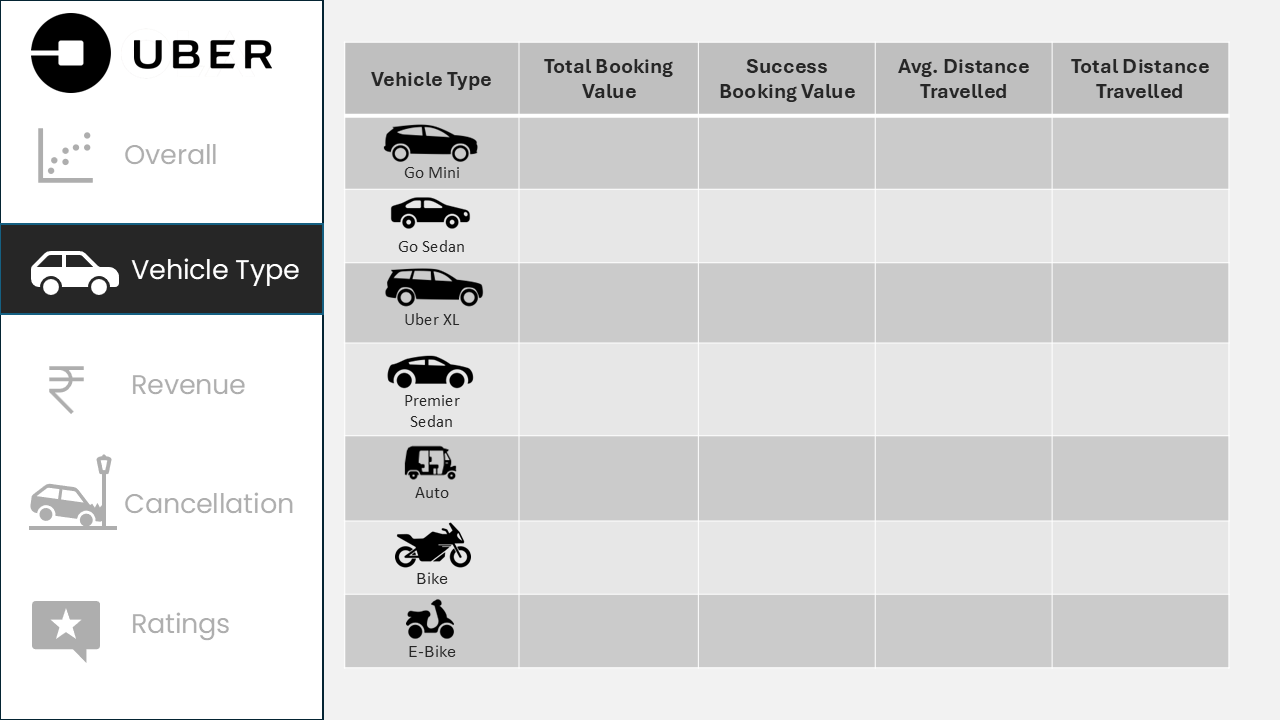 UBER
Overall
Vehicle Type
Revenue
Cancellation
Ratings
Vehicle Type
Total Booking
Value
Success
Booking Value
Avg. Distance
Travelled
Total Distance
Travelled
Go Mini
Go Sedan
Uber XL
Premier
Sedan
Auto
Bike
E-Bike